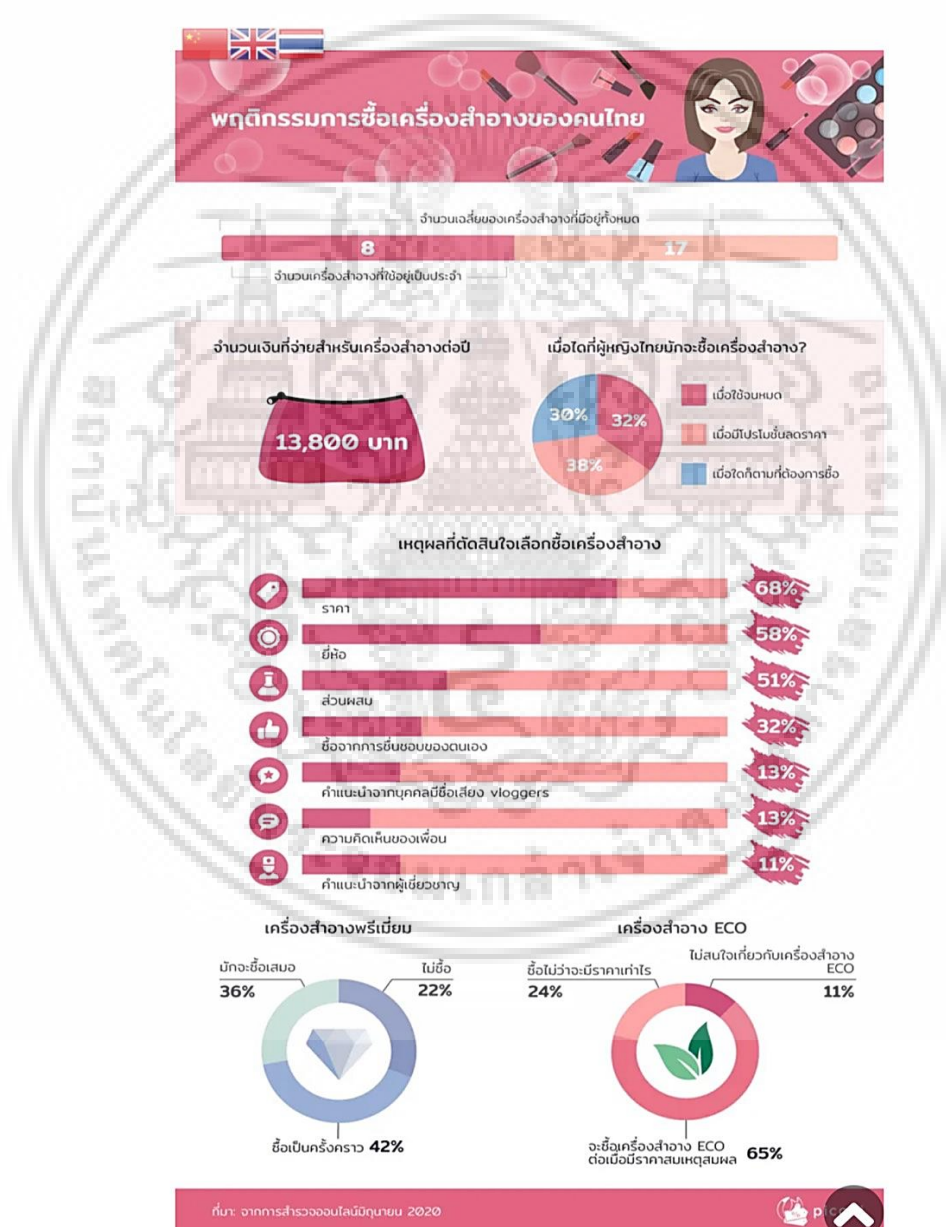 พฤติกรรมการซื้อเครื่องสำอางของคนไทย
จำนวนเฉลี่ยของเครื่องสำอางที่มีอยู่ทั้งหมด
8 17
จำนวนเครื่องสำอางที่ใช้อยู่เป็นประจำ
จำนวนเงินที่จ่ายสำหรับเครื่องสำอางต่อปี
13,800 บาท
เมื่อใดที่ผู้หญิงไทยมักจะซื้อเครื่องสำอาง?
30% 32%
38%
เมื่อใช้จนหมด
เมื่อมีโปรโมชั่นลดราคา
เมื่อใดก็ตามที่ต้องการซื้อ
เหตุผลที่ตัดสินใจเลือกซื้อเครื่องสำอาง
68%
ราคา
58%
ยี่ห้อ
51%
ส่วนผสม
32%
ซื้อจากการชื่นชอบของตนเอง
13%
คำแนะนำจากบุคคลมีชื่อเสียง vloggers
13%
ความคิดเห็นของเพื่อน
11%
คำแนะนำจากผู้เชี่ยวชาญ
เครื่องสำอางพรีเมี่ยม
มักจะซื้อเสมอ
36%
ไม่ซื้อ
22%
ซื้อเป็นครั้งคราว 42%
เครื่องสำอาง ECO
ซื้อไม่ว่าจะมีราคาเท่าไร
24%
ไม่สนใจเกี่ยวกับเครื่องสำอาง
ECO
11%
จะซื้อเครื่องสำอาง ECO
ต่อเมื่อมีราคาสมเหตุสมผล 65%
ที่มา: จากการสำรวจออนไลน์มิถุนายน 2020